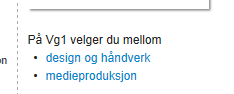 På Vg1 velger du mellom
design og håndverk
medieproduksjon